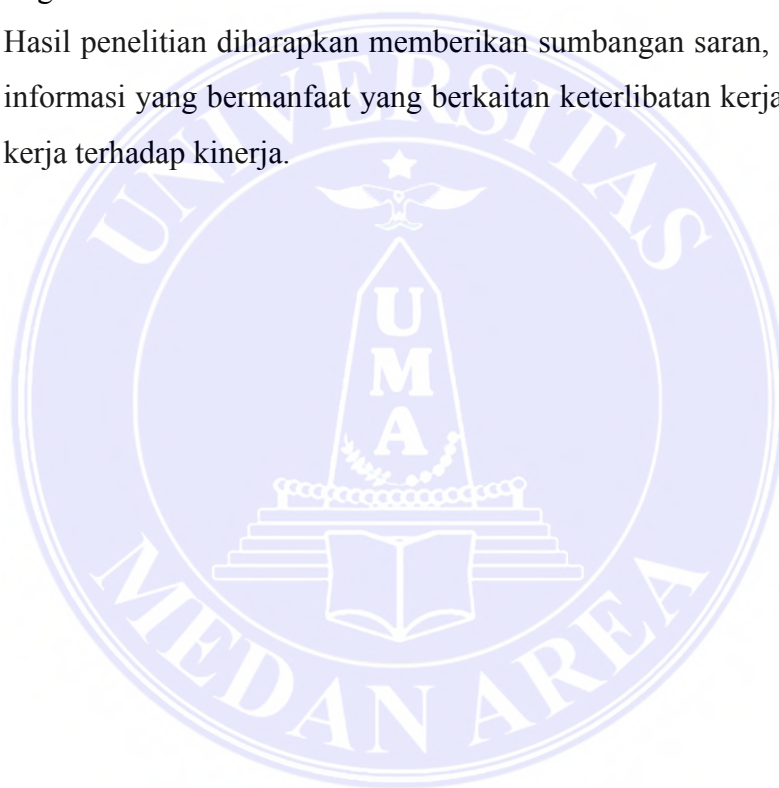 Hasil penelitian diharapkan memberikan sumbangan saran,
informasi yang bermanfaat yang berkaitan keterlibatan kerja
kerja terhadap kinerja.
UNIVERSITAS
UMA
MEDAN AREA